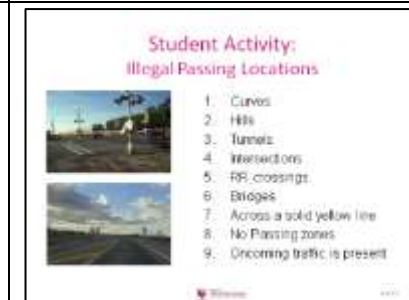 Student Activity:
Illegal Passing Locations
1. Curves
2. Hills
3. Tunnels
4. Intersections
5. RR crossings
6. Bridges
7. Across a solid yellow line
8. No Passing zones
9. Oncoming traffic is present